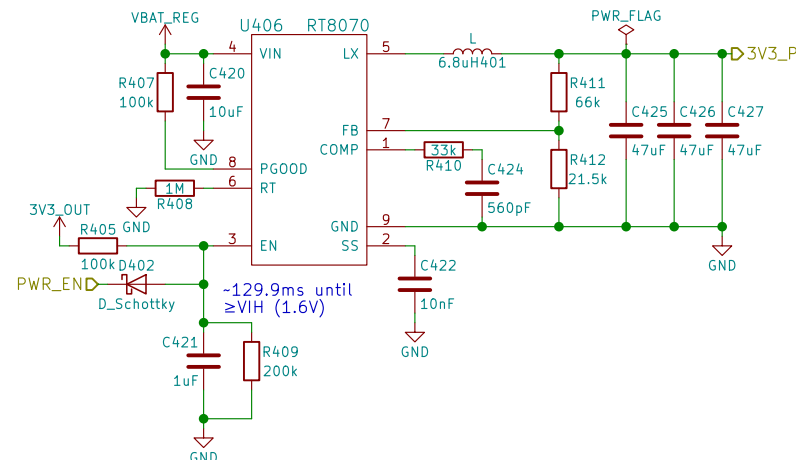 VBAT_REG
PWR_FLAG
U406
RT8070
4
VIN
LX
5
L
6.8uH401
3V3_P
R407
100k
C420
10uF
GND
R411
66k
C425
47uF
C426
47uF
C427
47uF
FB
7
COMP
1
33k
R410
C424
560pF
R412
21.5k
8
PGOOD
6
RT
1M
R408
GND
3V3_OUT
R405
100k
GND
9
3
EN
SS
2
GND
D402
PWR_EN
D_Schottky
C422
10nF
GND
~129.9ms until
≥VIH (1.6V)
C421
1uF
R409
200k
GND